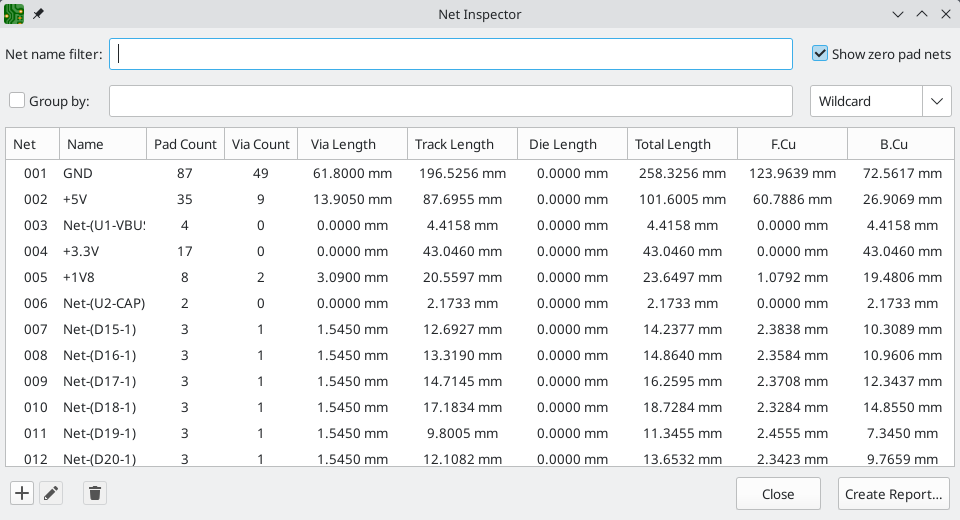 Net Inspector
Net name filter: Show zero pad nets
Group by: Wildcard
Net Name Pad Count Via Count Via Length Track Length Die Length Total Length F.Cu B.Cu
001 GND 87 49 61.8000 mm 196.5256 mm 0.0000 mm 258.3256 mm 123.9639 mm 72.5617 mm
002 +5V 35 9 13.9050 mm 87.6955 mm 0.0000 mm 101.6005 mm 60.7886 mm 26.9069 mm
003 Net-(U1-VBU 4 0 0.0000 mm 4.4158 mm 0.0000 mm 4.4158 mm 0.0000 mm 4.4158 mm
004 +3.3V 17 0 0.0000 mm 43.0460 mm 0.0000 mm 43.0460 mm 0.0000 mm 43.0460 mm
005 +1V8 8 2 3.0900 mm 20.5597 mm 0.0000 mm 23.6497 mm 1.0792 mm 19.4806 mm
006 Net-(U2-CAP) 2 0 0.0000 mm 2.1733 mm 0.0000 mm 2.1733 mm 0.0000 mm 2.1733 mm
007 Net-(D15-1) 3 1 1.5450 mm 12.6927 mm 0.0000 mm 14.2377 mm 2.3838 mm 10.3089 mm
008 Net-(D16-1) 3 1 1.5450 mm 13.3190 mm 0.0000 mm 14.8640 mm 2.3584 mm 10.9606 mm
009 Net-(D17-1) 3 1 1.5450 mm 14.7145 mm 0.0000 mm 16.2595 mm 2.3708 mm 12.3437 mm
010 Net-(D18-1) 3 1 1.5450 mm 17.1834 mm 0.0000 mm 18.7284 mm 2.3284 mm 14.8550 mm
011 Net-(D19-1) 3 1 1.5450 mm 9.8005 mm 0.0000 mm 11.3455 mm 2.4555 mm 7.3450 mm
012 Net-(D20-1) 3 1 1.5450 mm 12.1082 mm 0.0000 mm 13.6532 mm 2.3423 mm 9.7659 mm
Close Create Report...